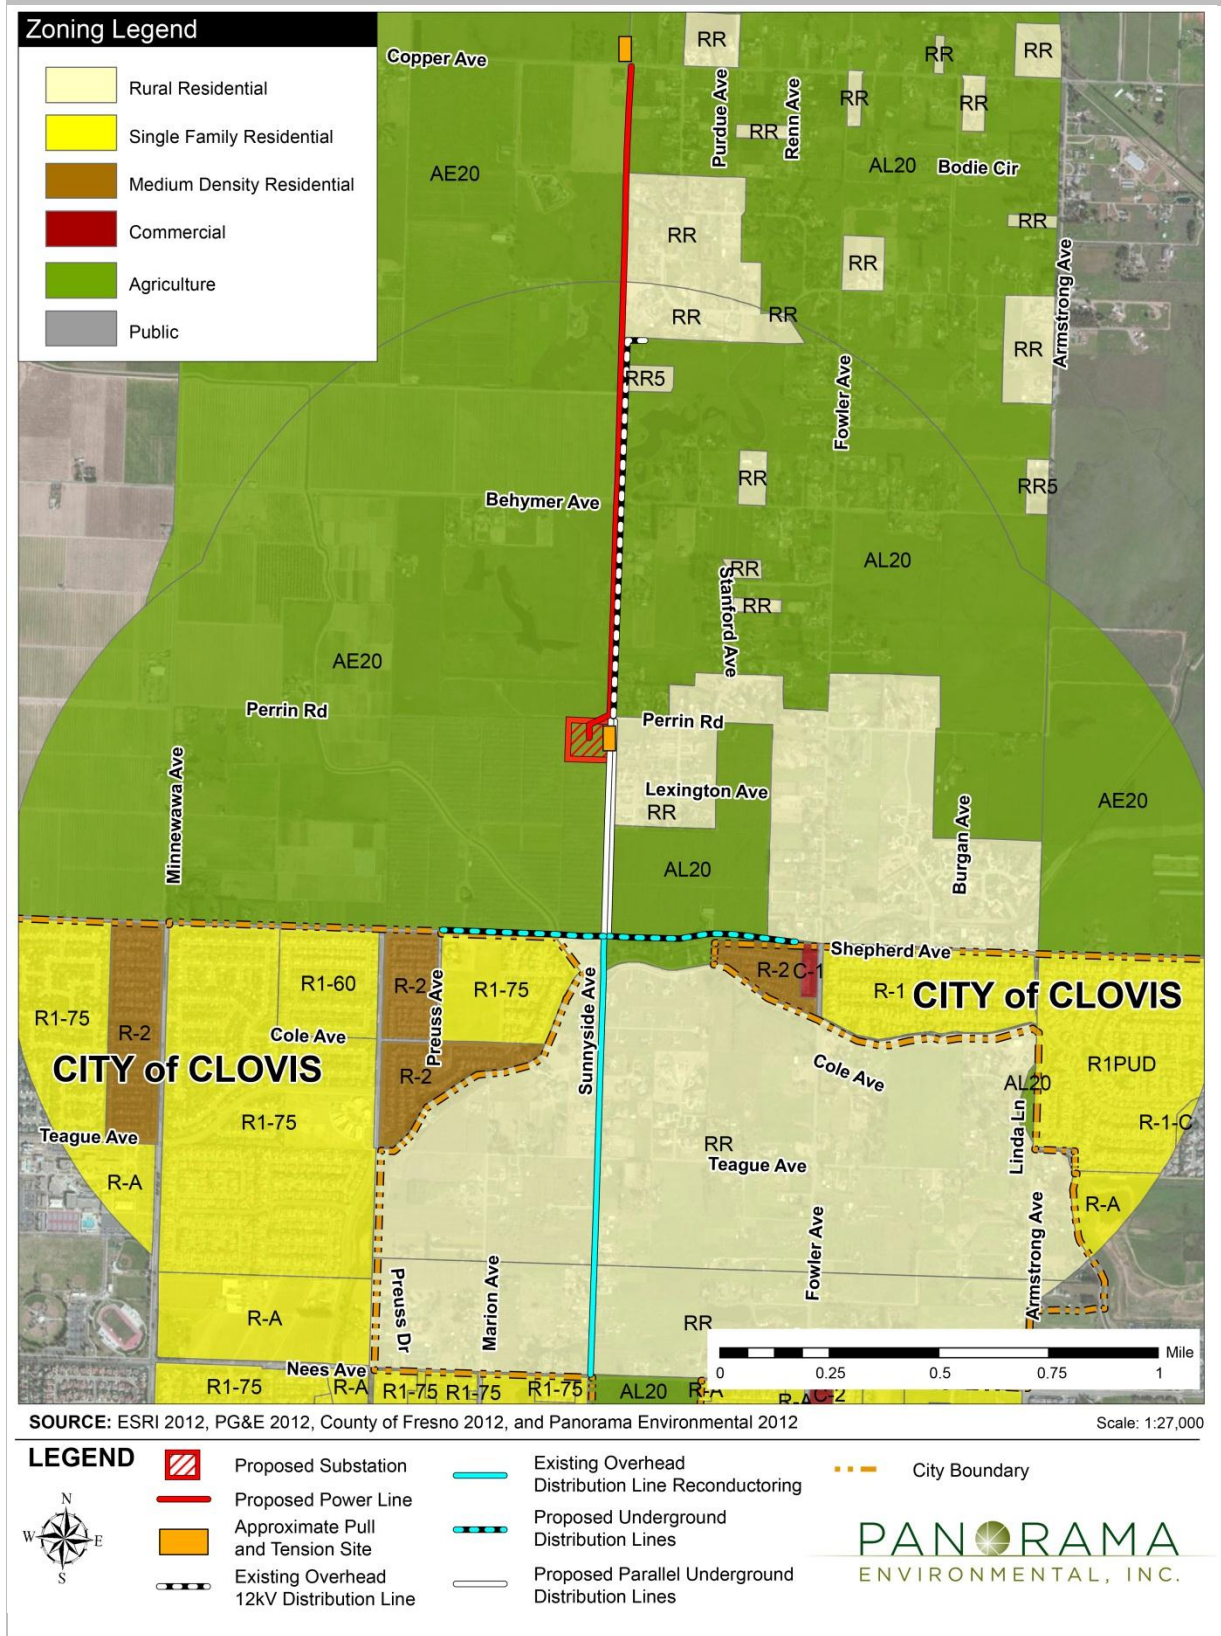 Zoning Legend
Rural Residential
Single Family Residential
Medium Density Residential
Commercial
Agriculture
Public
Copper Ave
RR
Purdue Ave
Renn Ave
RR
RR
RR
RR
RR
AE20
AL20
Bodie Cir
RR
RR
RR
Armstrong Ave
RR
RR
RR
RR5
Fowler Ave
RR
RR5
Behymer Ave
AL20
RR
Stanford Ave
RR
AE20
Perrin Rd
Perrin Rd
Minnewawa Ave
Lexington Ave
RR
AE20
Burgan Ave
AL20
Shepherd Ave
R1-75
R-2
R1-60
R-2
Preuss Ave
R1-75
Sunnyside Ave
R-2
C-1
R-1
CITY of CLOVIS
Cole Ave
CITY of CLOVIS
R-2
Cole Ave
AL20
R1PUD
R1-75
Teague Ave
RR
Teague Ave
Linda Ln
R-1-C
R-A
R-A
Armstrong Ave
Fowler Ave
Marion Ave
Preuss Dr
R-A
RR
Nees Ave
R1-75
R-A
R1-75
R1-75
R1-75
AL20
R-A
R-A
C-2
Mile
0 0.25 0.5 0.75 1
SOURCE: ESRI 2012, PG&E 2012, County of Fresno 2012, and Panorama Environmental 2012
Scale: 1:27,000
LEGEND
N
W
E
S
Proposed Substation
Proposed Power Line
Approximate Pull
and Tension Site
Existing Overhead
12kV Distribution Line
Existing Overhead
Distribution Line Reconductoring
Proposed Underground
Distribution Lines
Proposed Parallel Underground
Distribution Lines
City Boundary
PANORAMA
ENVIRONMENTAL, INC.